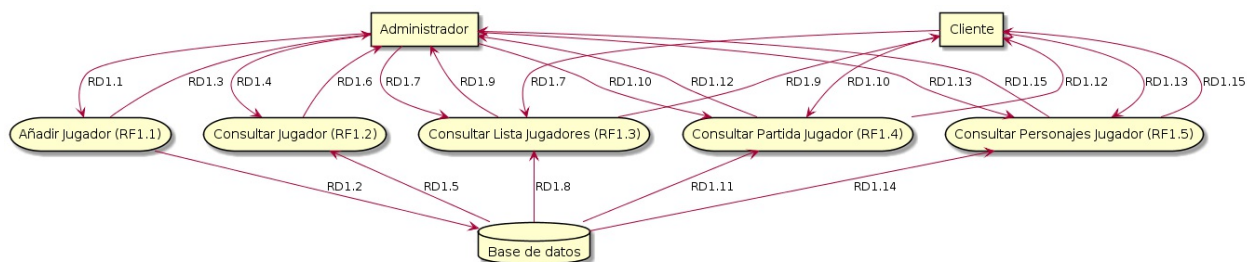 Administrador
Cliente
RD1.1
RD1.3
RD1.4
RD1.6
RD1.7
RD1.9
RD1.10
RD1.12
RD1.13
RD1.15
RD1.7
RD1.9
RD1.10
RD1.12
RD1.13
RD1.15
Añadir Jugador (RF1.1)
Consultar Jugador (RF1.2)
Consultar Lista Jugadores (RF1.3)
Consultar Partida Jugador (RF1.4)
Consultar Personajes Jugador (RF1.5)
RD1.2
RD1.5
RD1.8
RD1.11
RD1.14
Base de datos